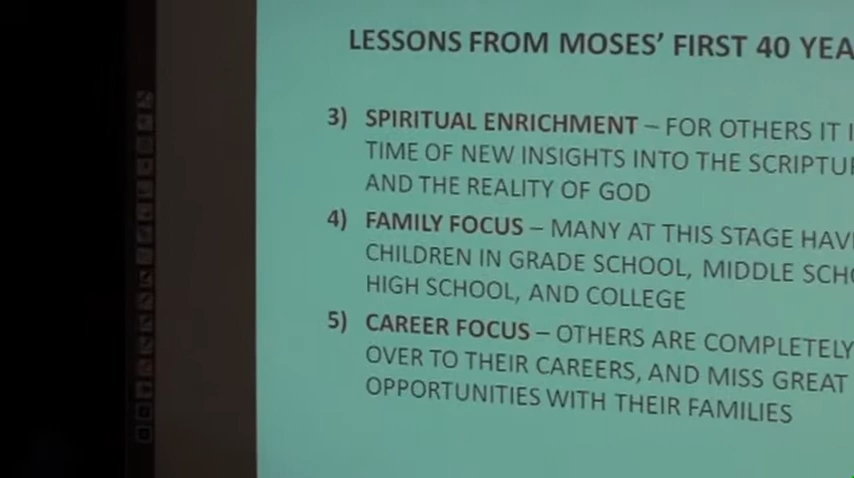 LESSONS FROM MOSES' FIRST 40
3) SPIRITUAL ENRICHMENT – FOR OTHERS IT
TIME OF NEW INSIGHTS INTO THE
AND THE REALITY OF GOD
4) FAMILY FOCUS – MANY AT THIS STAGE
CHILDREN IN GRADE SCHOOL, MIDDLE
HIGH SCHOOL, AND COLLEGE
5) CAREER FOCUS – OTHERS ARE COMPLETELY
OVER TO THEIR CAREERS, AND MISS GREAT
OPPORTUNITIES WITH THEIR FAMILIES